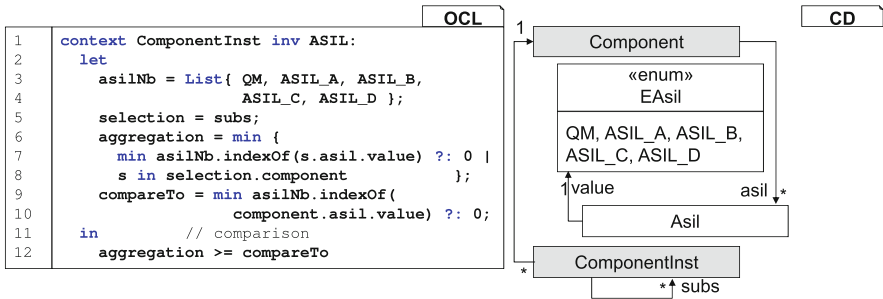 OCL
1 context ComponentInst inv ASIL:
2 let
3 asilNb = List{ QM, ASIL_A, ASIL_B,
4 ASIL_C, ASIL_D };
5 selection = subs;
6 aggregation = min {
7 min asilNb.indexOf(s.asil.value) ?: 0 |
8 s in selection.component };
9 compareTo = min asilNb.indexOf(
10 component.asil.value) ?: 0;
11 in // comparison
12 aggregation >= compareTo
CD
1
Component
«enum»
EAsil
QM, ASIL_A, ASIL_B,
ASIL_C, ASIL_D
1 value
asil *
Asil
*
ComponentInst
* subs